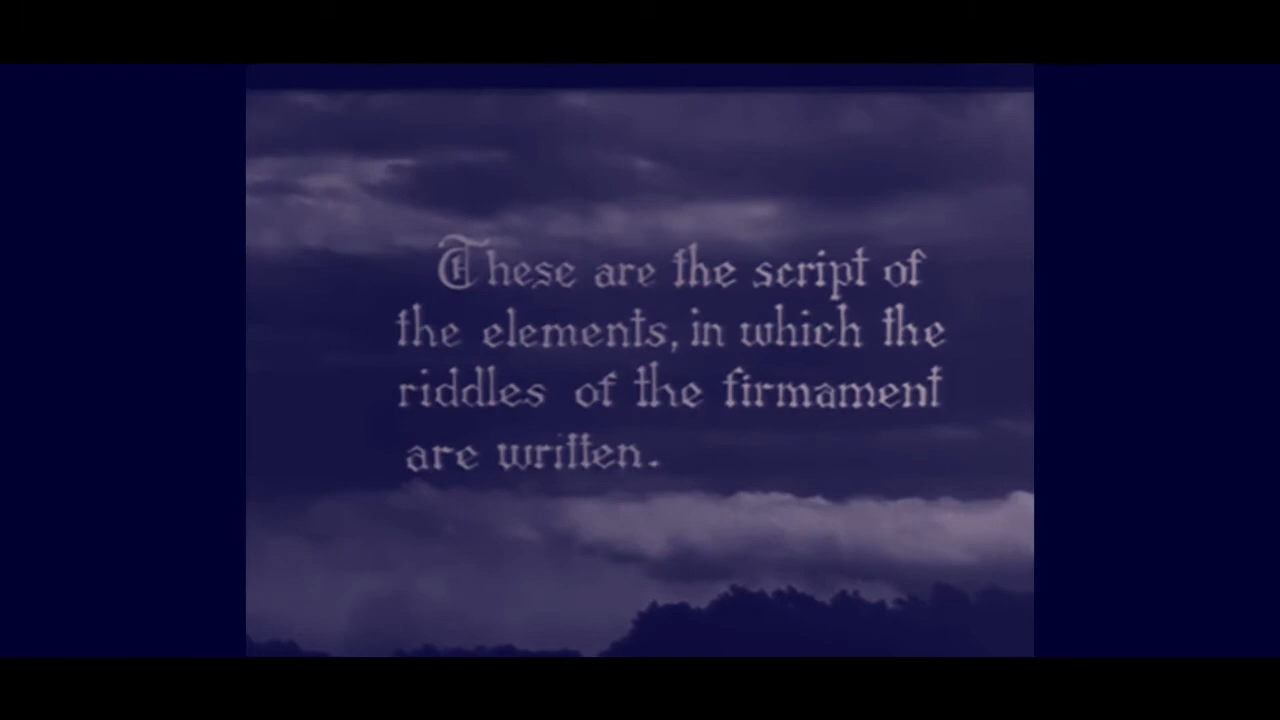 These are the script of
the elements, in which the
riddles of the firmament
are written.